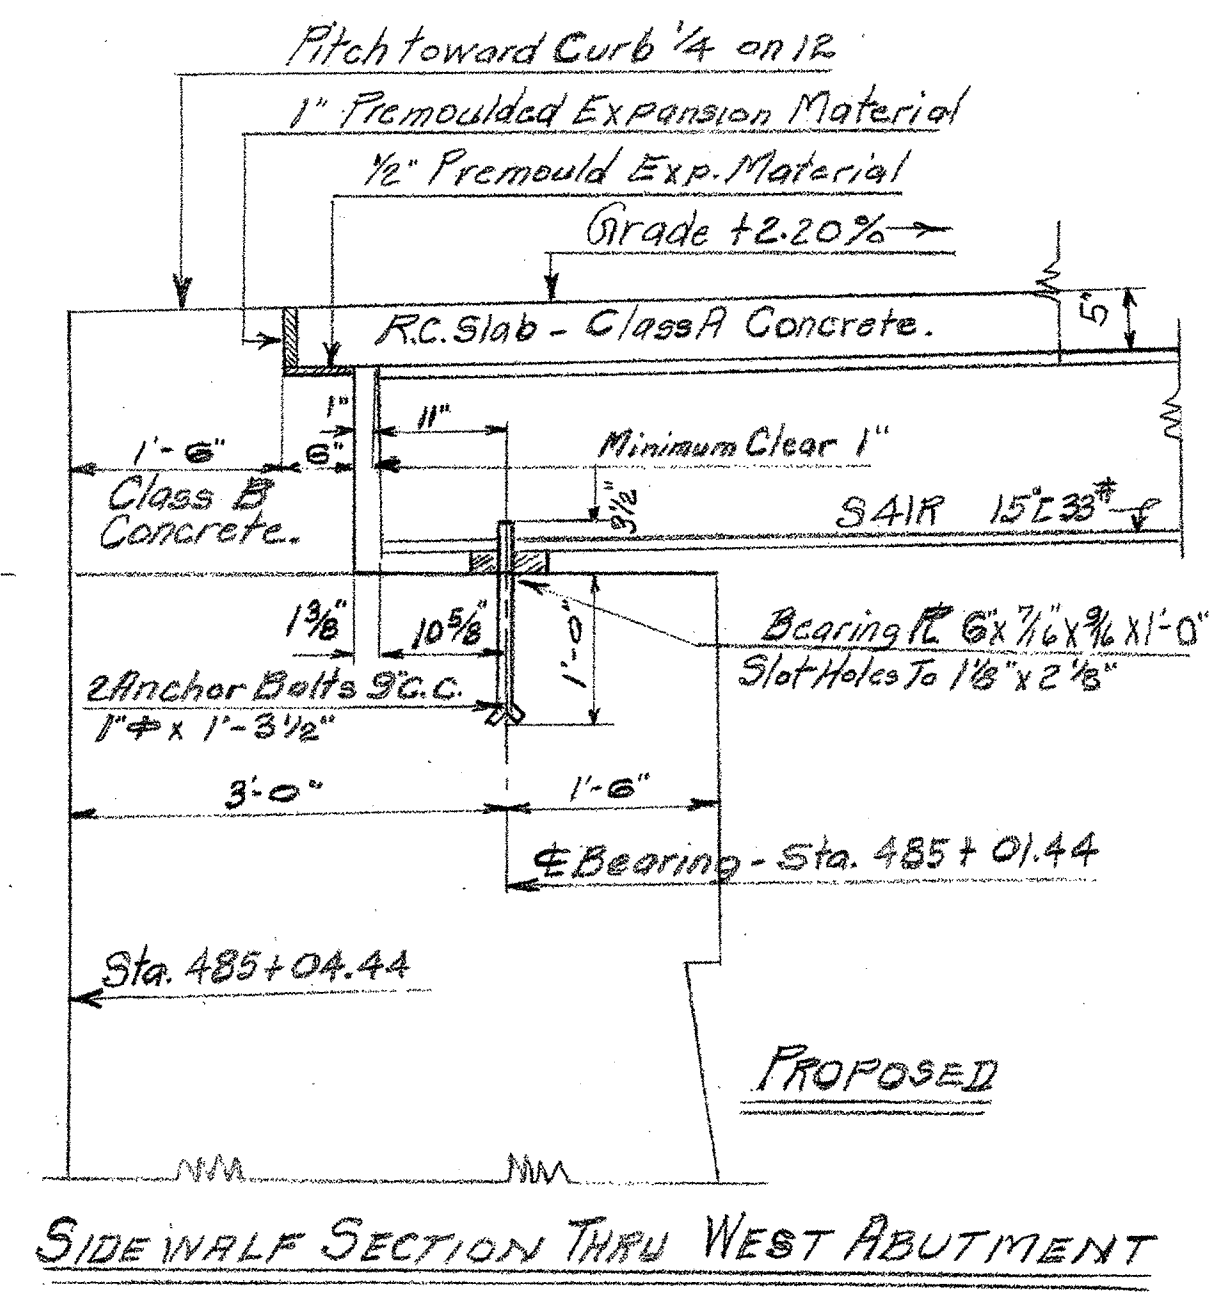 Pitch toward Curb 1/4 on 12
1" Premoulded Expansion Material
1/2" Premould Exp. Material
Grade +2.20%
R.C. Slab - Class A Concrete.
5"
1"
11"
1'-6"
6"
Minimum Clear 1"
Class B
Concrete.
3 1/2"
S41R 15" [ 33#
1 3/8"
10 5/8"
1'-0"
Bearing PL 6" x 7/16" x 9/16 x 1'-0"
Slot Holes To 1 1/8" x 2 1/8"
2 Anchor Bolts 9" C.C.
1" Φ x 1'-3 1/2"
3'-0"
1'-6"
℄ Bearing - Sta. 485+01.44
Sta. 485+04.44
PROPOSED
SIDEWALF SECTION THRU WEST ABUTMENT